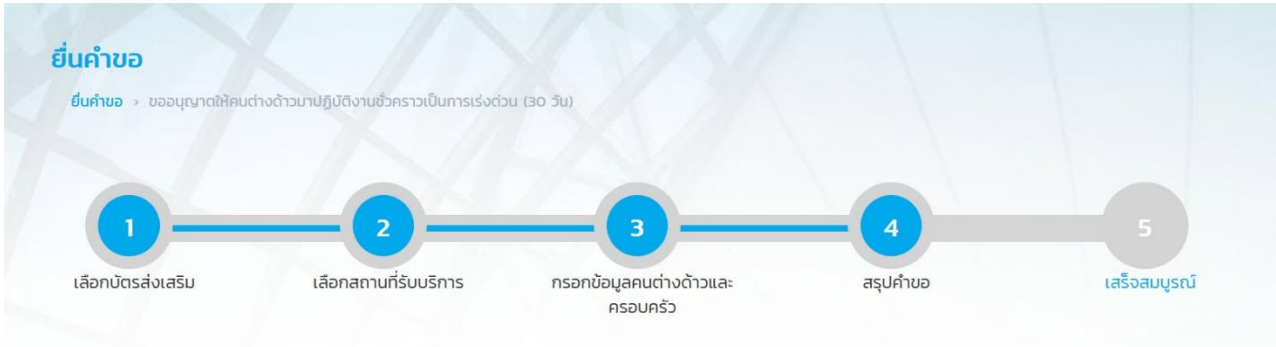 ยื่นคำขอ
ยื่นคำขอ › ขออนุญาตให้คนต่างด้าวมาปฏิบัติงานชั่วคราวเป็นการเร่งด่วน (30 วัน)
1 2 3 4 5
เลือกบัตรส่งเสริม เลือกสถานที่รับบริการ กรอกข้อมูลคนต่างด้าวและ สรุปคำขอ เสร็จสมบูรณ์
ครอบครัว